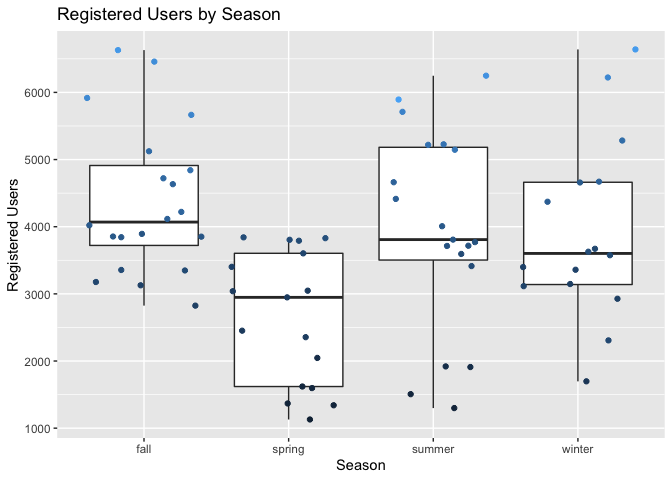 Registered Users by Season
Registered Users
6000
5000
4000
3000
2000
1000
fall
spring
summer
winter
Season